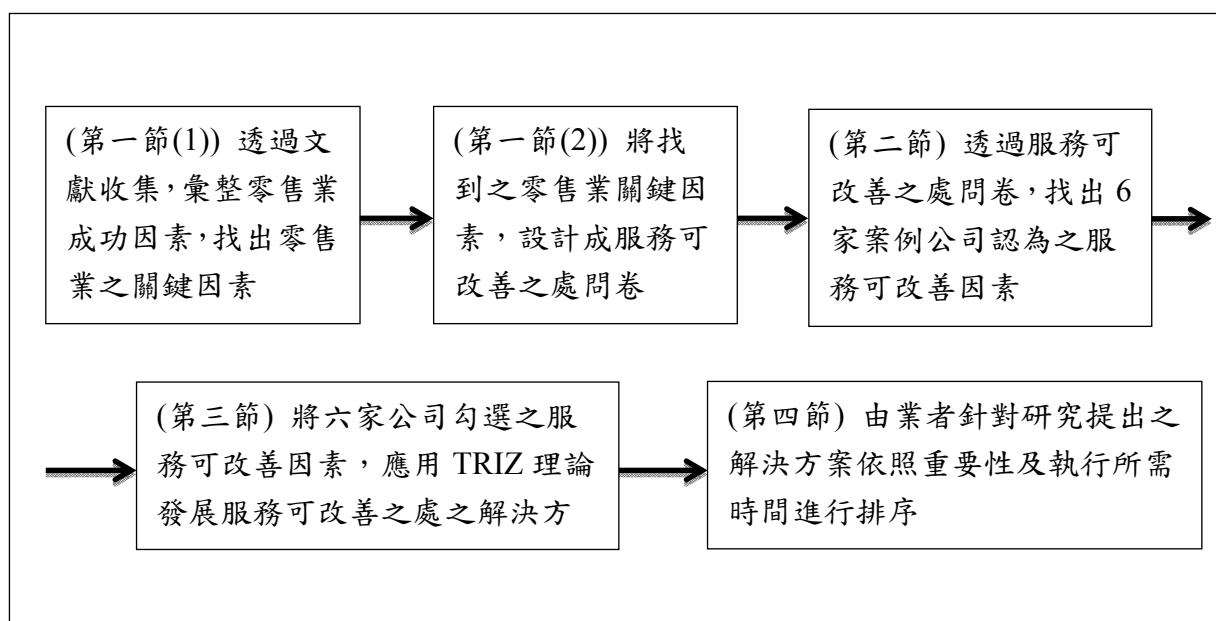 (第一節(1)) 透過文
獻收集，彙整零售業
成功因素，找出零售
業之關鍵因素
(第一節(2)) 將找
到之零售業關鍵因
素，設計成服務可
改善之處問卷
(第二節) 透過服務可
改善之處問卷，找出 6
家案例公司認為之服
務可改善因素
(第三節) 將六家公司勾選之服
務可改善因素，應用 TRIZ 理論
發展服務可改善之處之解決方
(第四節) 由業者針對研究提出之
解決方案依照重要性及執行所需
時間進行排序